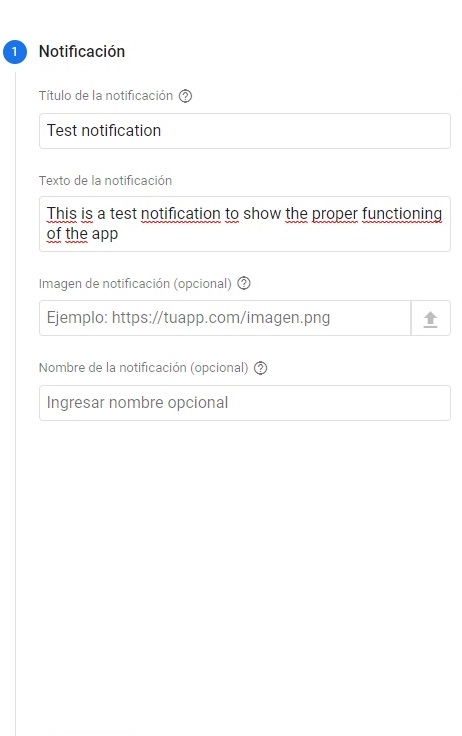 1 Notificación
Título de la notificación ?
Test notification
Texto de la notificación
This is a test notification to show the proper functioning
of the app
Imagen de notificación (opcional) ?
Ejemplo: https://tuapp.com/imagen.png
Nombre de la notificación (opcional) ?
Ingresar nombre opcional